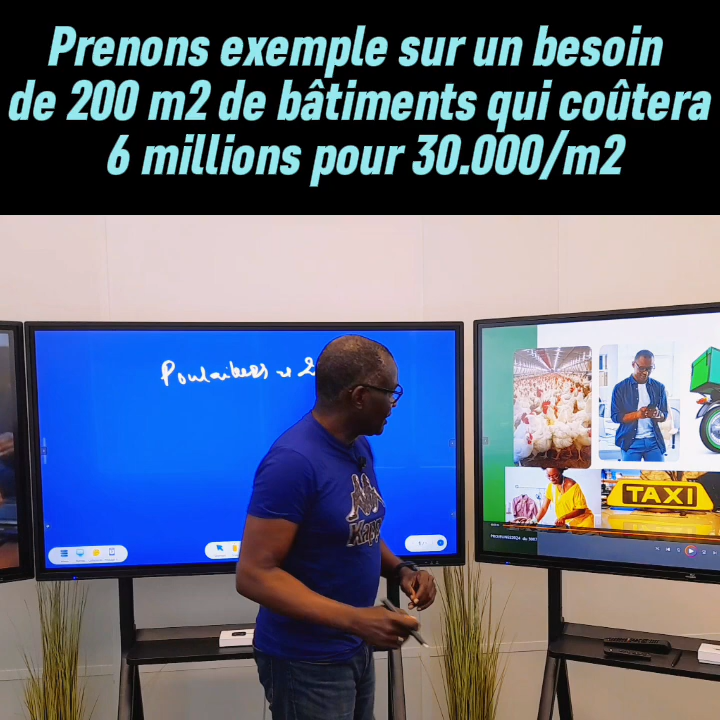 Prenons exemple sur un besoin
de 200 m2 de bâtiments qui coûtera
6 millions pour 30.000/m2
TAXI